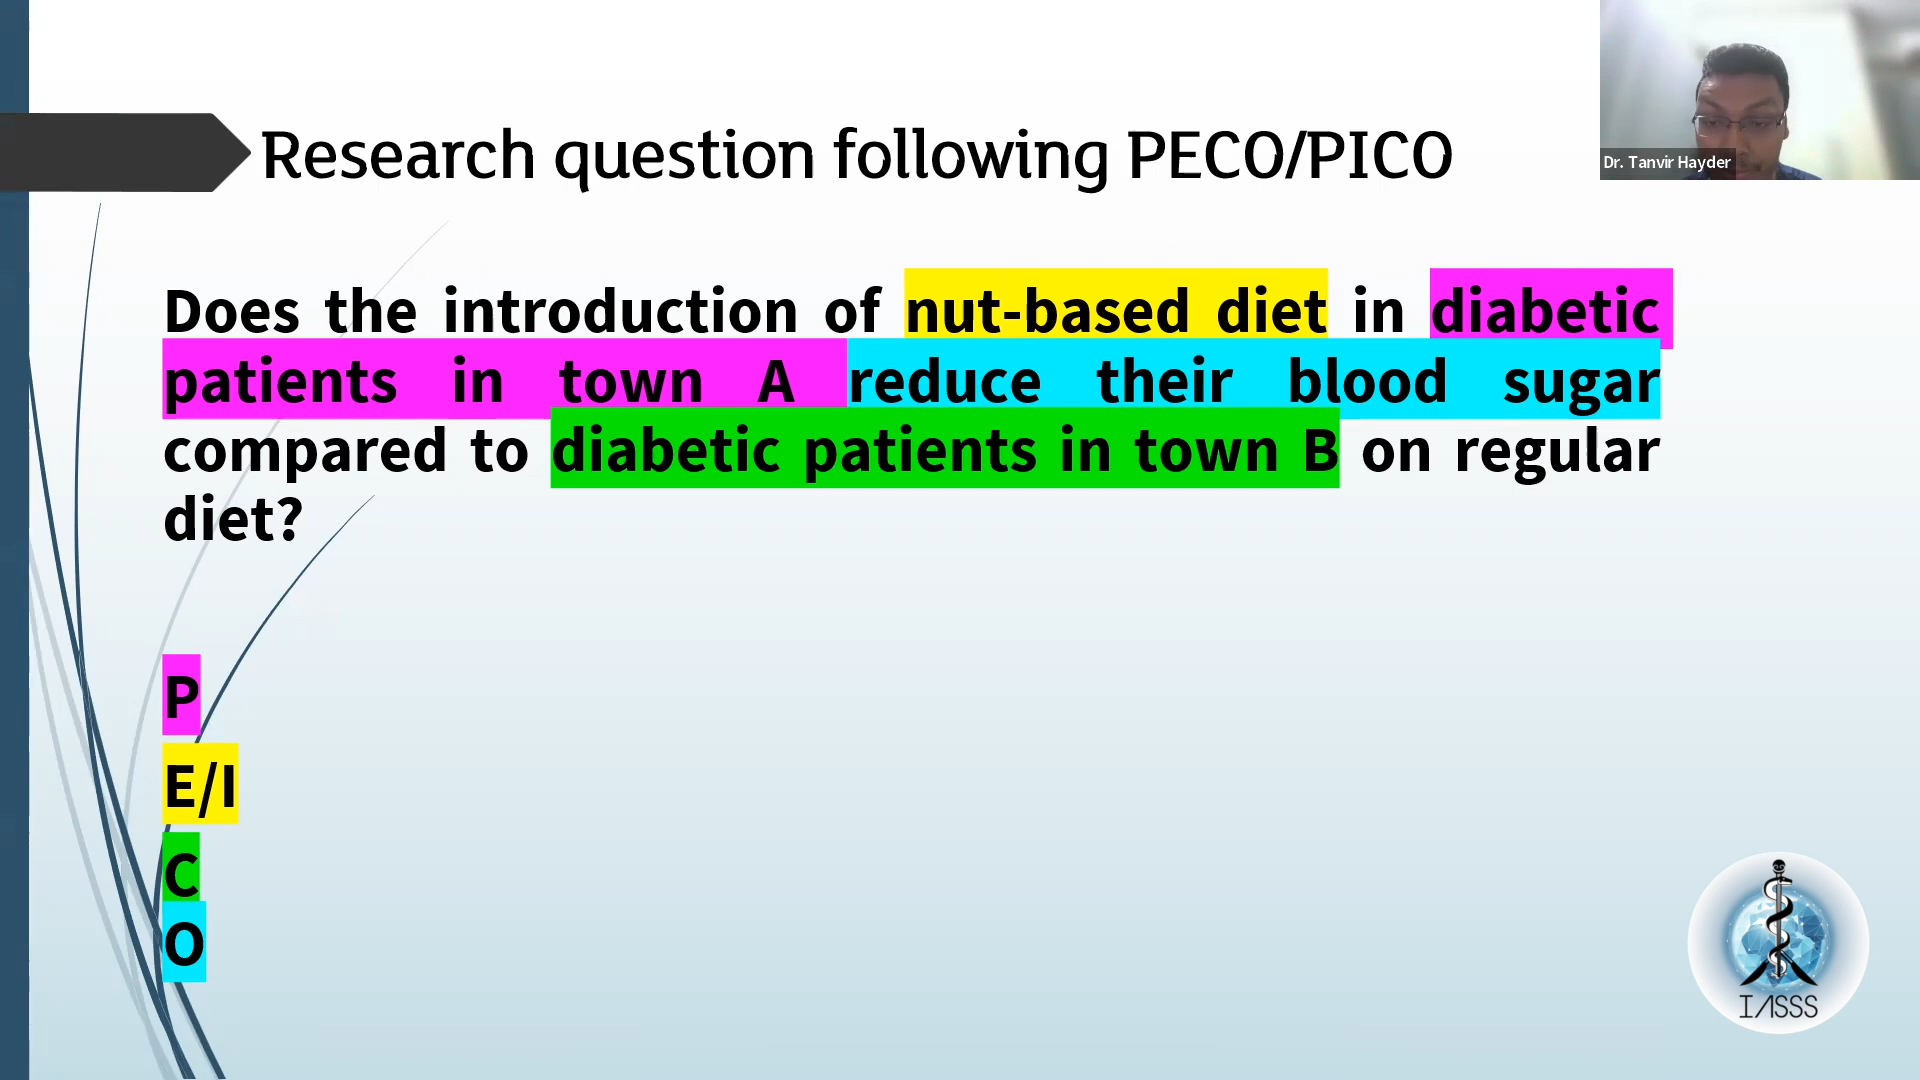 Research question following PECO/PICO
Dr. Tanvir Hayder
Does the introduction of nut-based diet in diabetic
patients in town A reduce their blood sugar
compared to diabetic patients in town B on regular
diet?
P
E/I
C
O
IASSS